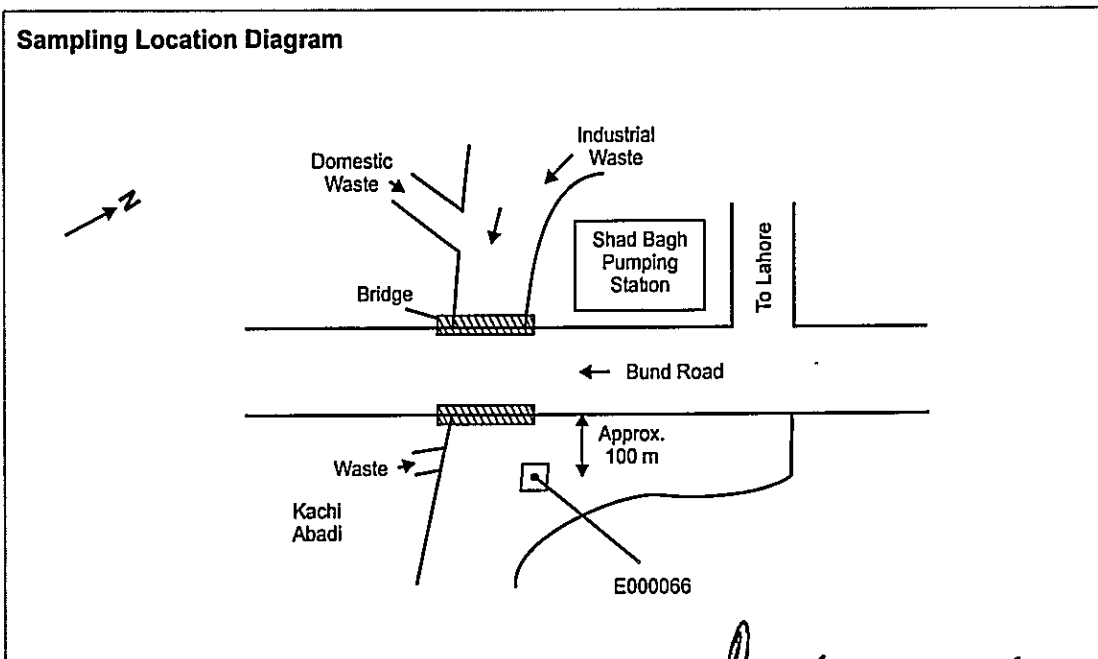 Sampling Location Diagram
Industrial
Waste
Domestic
Waste
N
Shad Bagh
Pumping
Station
To Lahore
Bridge
Bund Road
Approx.
100 m
Waste
Kachi
Abadi
E000066